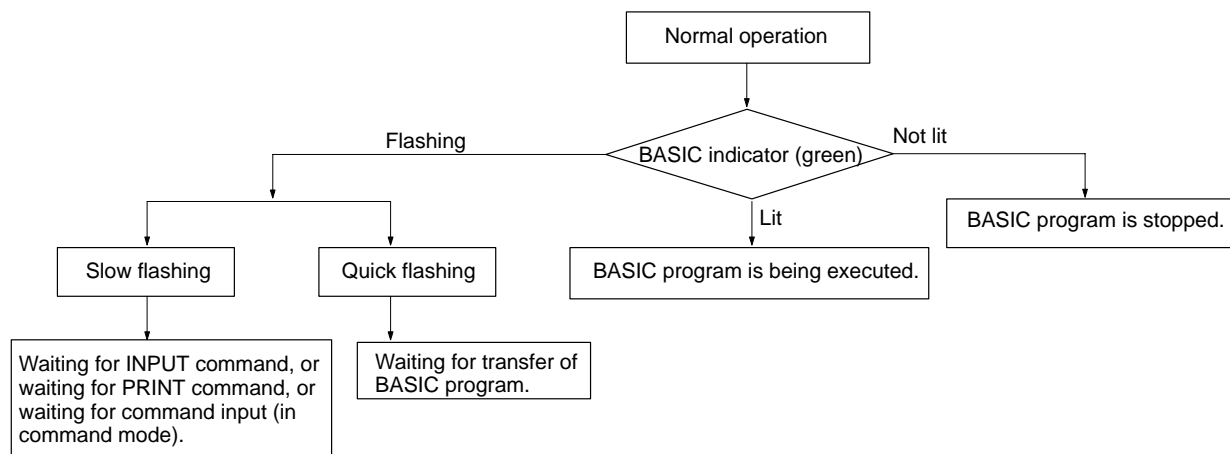 Normal operation
Flashing
BASIC indicator (green)
Not lit
Lit
BASIC program is stopped.
Slow flashing
Quick flashing
BASIC program is being executed.
Waiting for INPUT command, or
waiting for PRINT command, or
waiting for command input (in
command mode).
Waiting for transfer of
BASIC program.